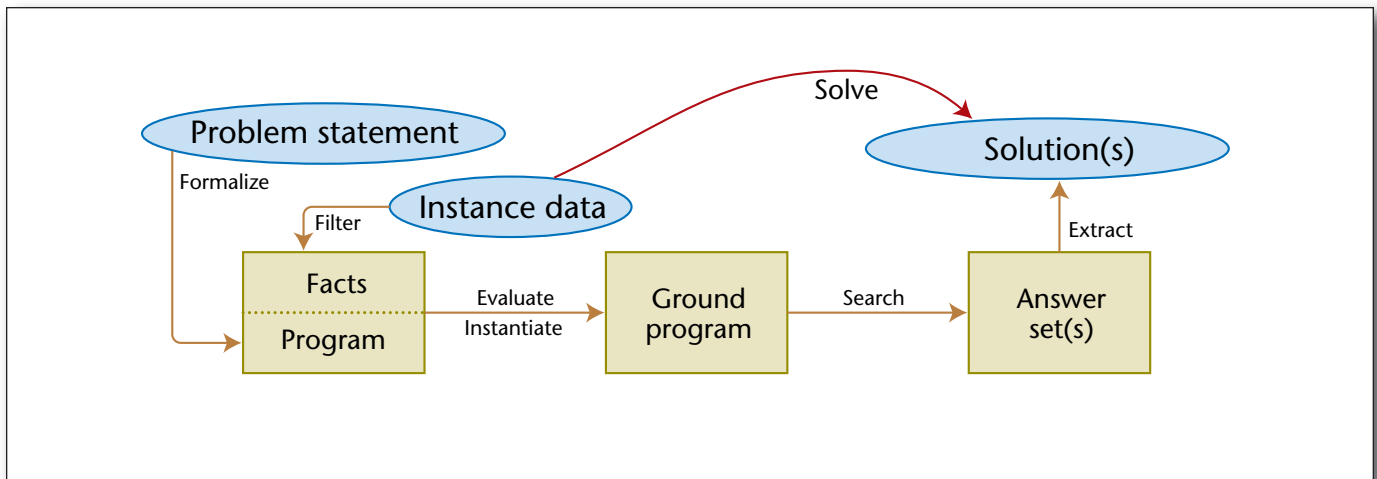 Solve
Problem statement
Solution(s)
Formalize
Instance data
Filter
Extract
Facts
Program
Evaluate
Instantiate
Ground
program
Search
Answer
set(s)